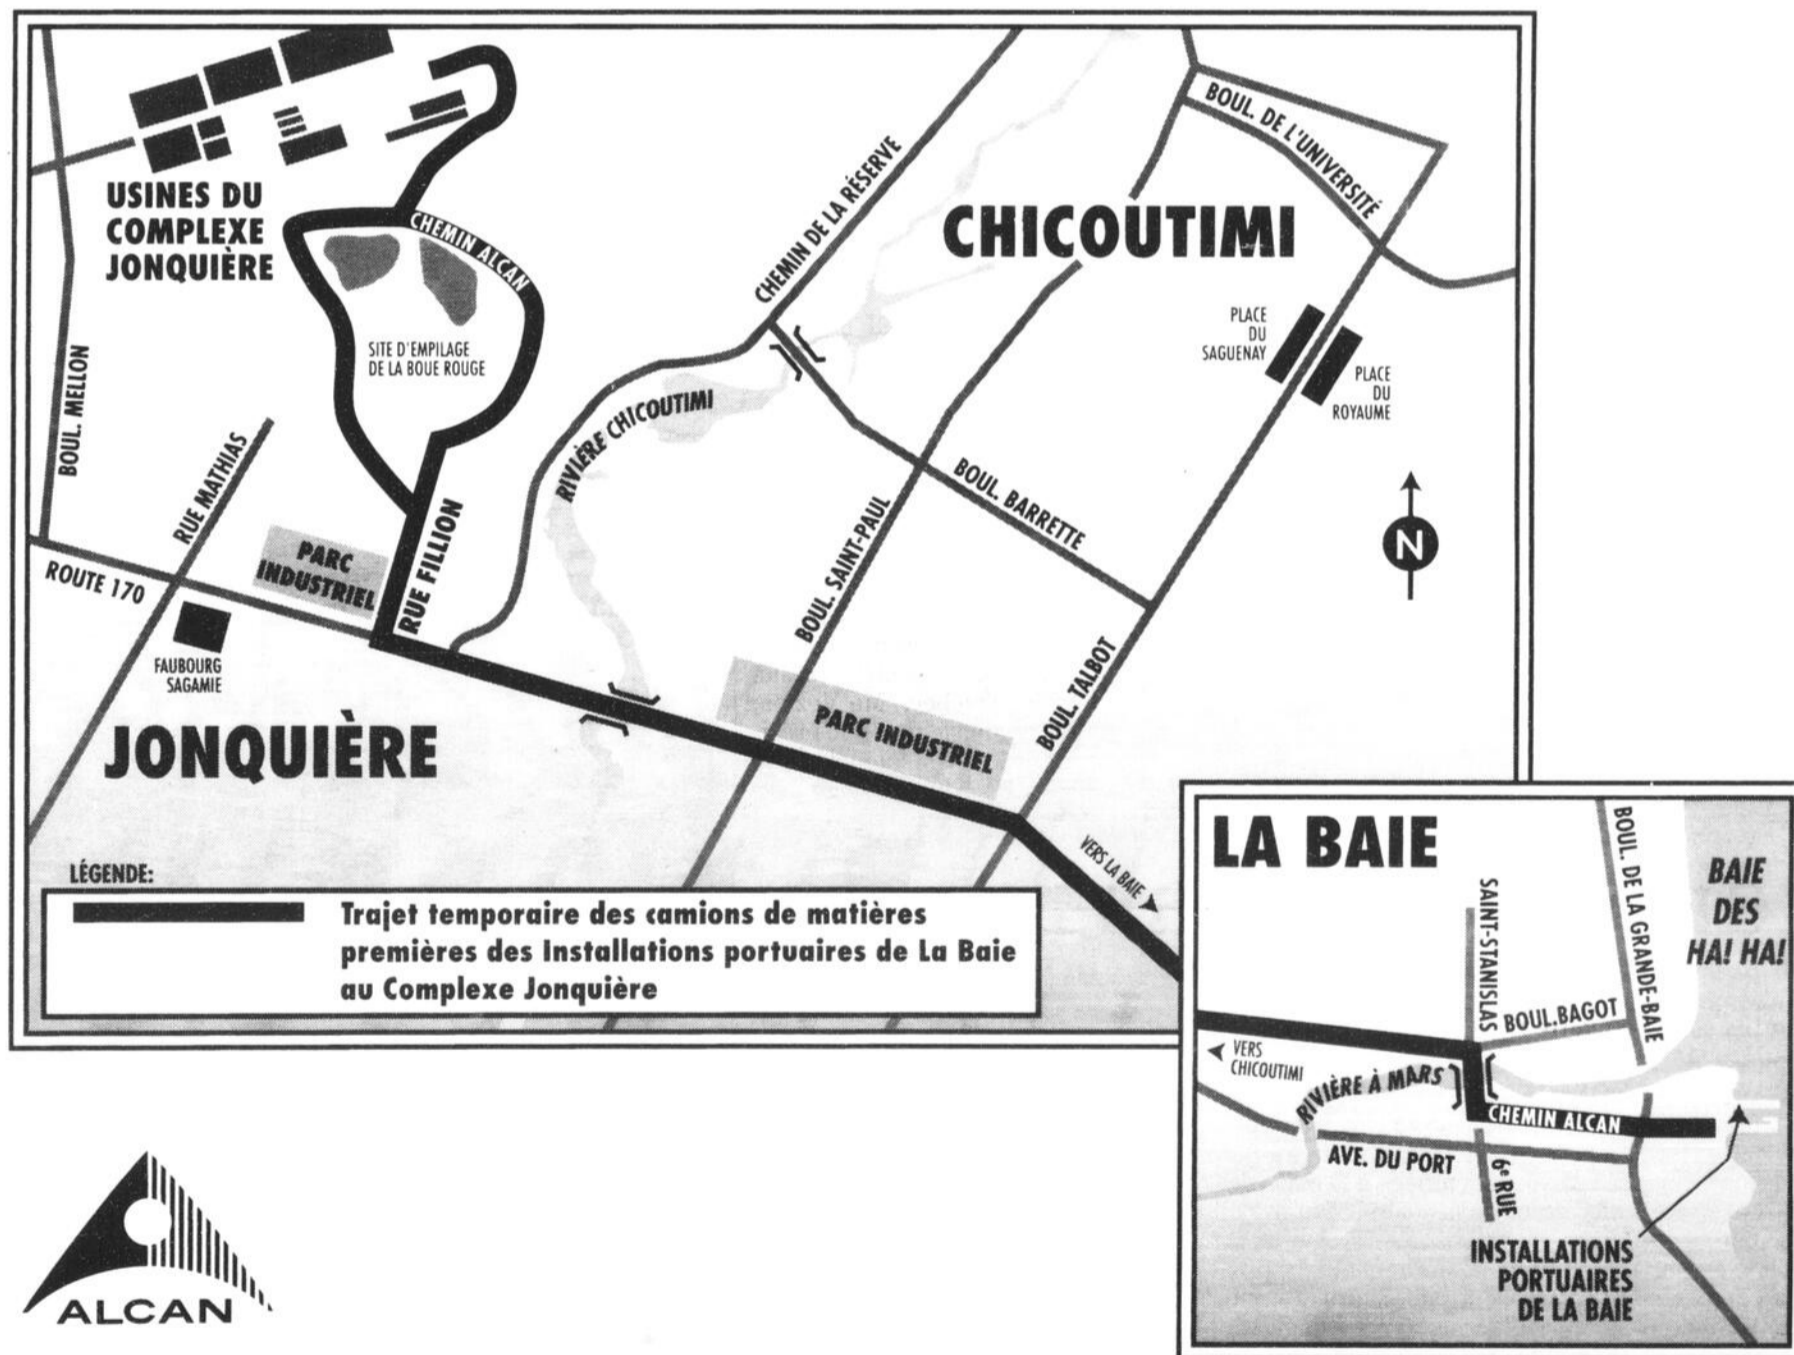 USINES DU
COMPLEXE
JONQUIÈRE
CHEMIN ALCAN
SITE D'EMPILAGE
DE LA BOUE ROUGE
BOUL. MELLON
RUE MATHIAS
ROUTE 170
PARC
INDUSTRIEL
RUE FILLION
FAUBOURG
SAGAMIE
JONQUIÈRE
CHEMIN DE LA RÉSERVE
RIVIÈRE CHICOUTIMI
CHICOUTIMI
BOUL. DE L'UNIVERSITÉ
PLACE
DU
SAGUENAY
PLACE
DU
ROYAUME
BOUL. BARRETTE
BOUL. SAINT-PAUL
BOUL. TALBOT
PARC INDUSTRIEL
N
VERS LA BAIE
LÉGENDE:
Trajet temporaire des camions de matières
premières des Installations portuaires de La Baie
au Complexe Jonquière
LA BAIE
BAIE
DES
HA! HA!
BOUL. DE LA GRANDE-BAIE
SAINT-STANISLAS
BOUL.BAGOT
VERS
CHICOUTIMI
RIVIÈRE À MARS
CHEMIN ALCAN
AVE. DU PORT
6e RUE
INSTALLATIONS
PORTUAIRES
DE LA BAIE
ALCAN